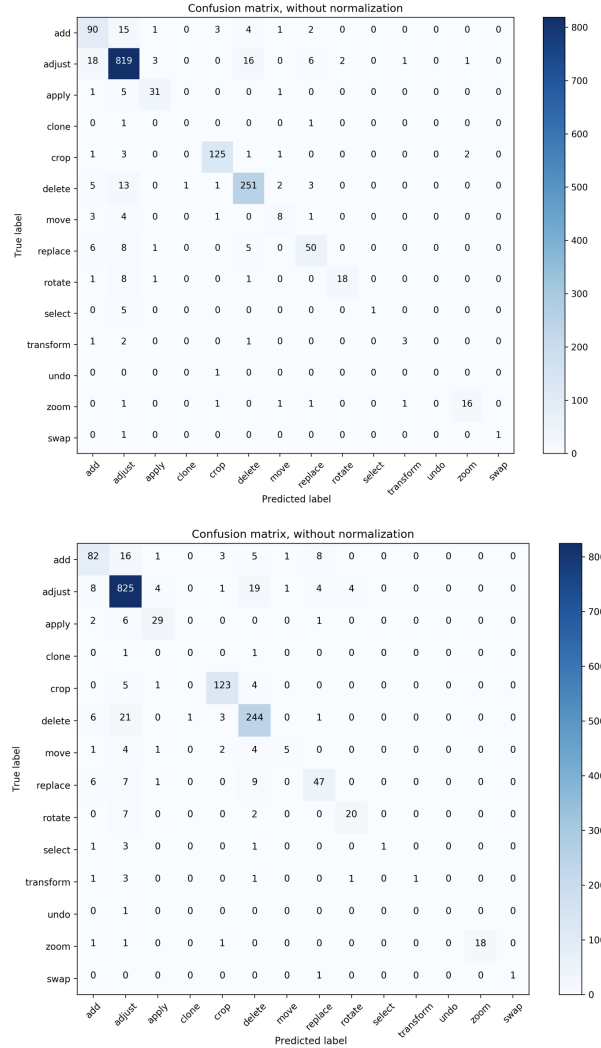 Confusion matrix, without normalization
add 90 15 1 0 3 4 1 2 0 0 0 0 0 0 800
adjust 18 819 3 0 0 16 0 6 2 0 1 0 1 0 700
apply 1 5 31 0 0 0 1 0 0 0 0 0 0 0
clone 0 1 0 0 0 0 0 1 0 0 0 0 0 0 600
crop 1 3 0 0 125 1 1 0 0 0 0 0 2 0
delete 5 13 0 1 1 251 2 3 0 0 0 0 0 0 500
move 3 4 0 0 1 0 8 1 0 0 0 0 0 0 400
True label
replace 6 8 1 0 0 5 0 50 0 0 0 0 0 0
rotate 1 8 1 0 0 1 0 0 18 0 0 0 0 0 300
select 0 5 0 0 0 0 0 0 0 1 0 0 0 0
transform 1 2 0 0 0 1 0 0 0 0 3 0 0 0 200
undo 0 0 0 0 1 0 0 0 0 0 0 0 0 0
zoom 0 1 0 0 1 0 1 1 0 0 1 0 16 0 100
swap 0 1 0 0 0 0 0 0 0 0 0 0 0 1 0
add adjust apply clone crop delete move replace rotate select transform undo zoom swap
Predicted label
Confusion matrix, without normalization
add 82 16 1 0 3 5 1 8 0 0 0 0 0 0 800
adjust 8 825 4 0 1 19 1 4 4 0 0 0 0 0 700
apply 2 6 29 0 0 0 0 1 0 0 0 0 0 0
clone 0 1 0 0 0 1 0 0 0 0 0 0 0 0 600
crop 0 5 1 0 123 4 0 0 0 0 0 0 0 0
delete 6 21 0 1 3 244 0 1 0 0 0 0 0 0 500
move 1 4 1 0 2 4 5 0 0 0 0 0 0 0 400
True label
replace 6 7 1 0 0 9 0 47 0 0 0 0 0 0
rotate 0 7 0 0 0 2 0 0 20 0 0 0 0 0 300
select 1 3 0 0 0 1 0 0 0 1 0 0 0 0
transform 1 3 0 0 0 1 0 0 1 0 1 0 0 0 200
undo 0 1 0 0 0 0 0 0 0 0 0 0 0 0
zoom 1 1 0 0 1 0 0 0 0 0 0 0 18 0 100
swap 0 0 0 0 0 0 0 1 0 0 0 0 0 1 0
add adjust apply clone crop delete move replace rotate select transform undo zoom swap
Predicted label